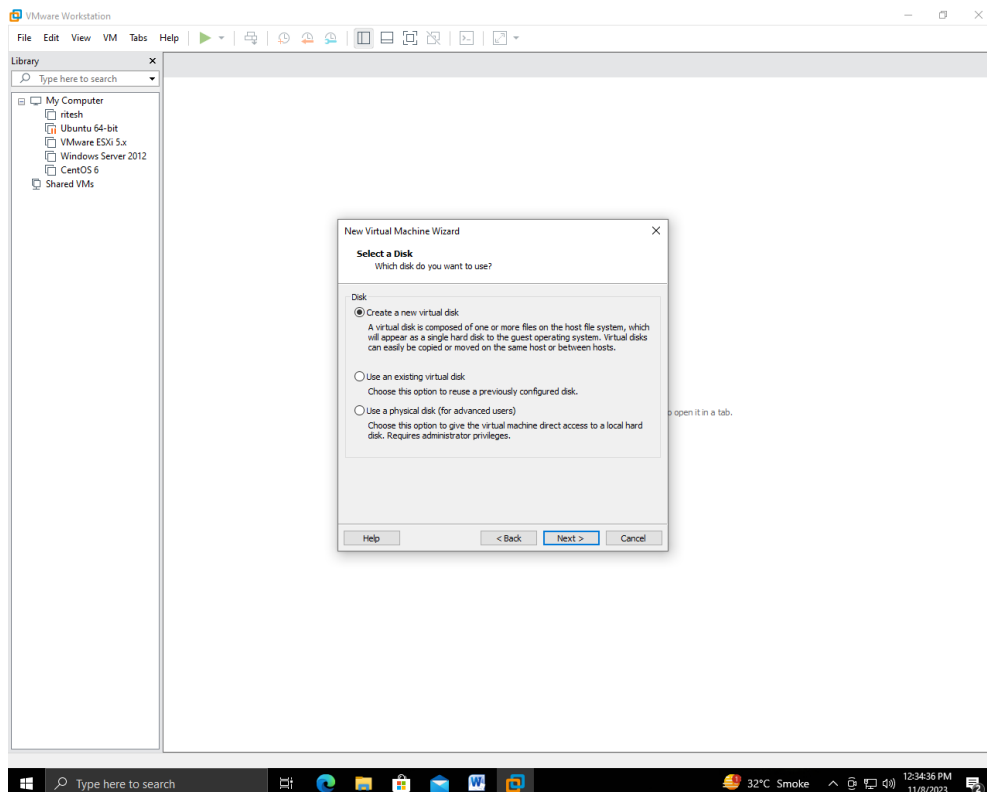 VMware Workstation
File Edit View VM Tabs Help
Library
Type here to search
My Computer
ritesh
Ubuntu 64-bit
VMware ESXi 5.x
Windows Server 2012
CentOS 6
Shared VMs
New Virtual Machine Wizard
Select a Disk
Which disk do you want to use?
Disk
Create a new virtual disk
A virtual disk is composed of one or more files on the host file system, which
will appear as a single hard disk to the guest operating system. Virtual disks
can easily be copied or moved on the same host or between hosts.
Use an existing virtual disk
Choose this option to reuse a previously configured disk.
Use a physical disk (for advanced users)
Choose this option to give the virtual machine direct access to a local hard
disk. Requires administrator privileges.
open it in a tab.
Help < Back Next > Cancel
Type here to search
32°C Smoke
12:34:36 PM
11/8/2023